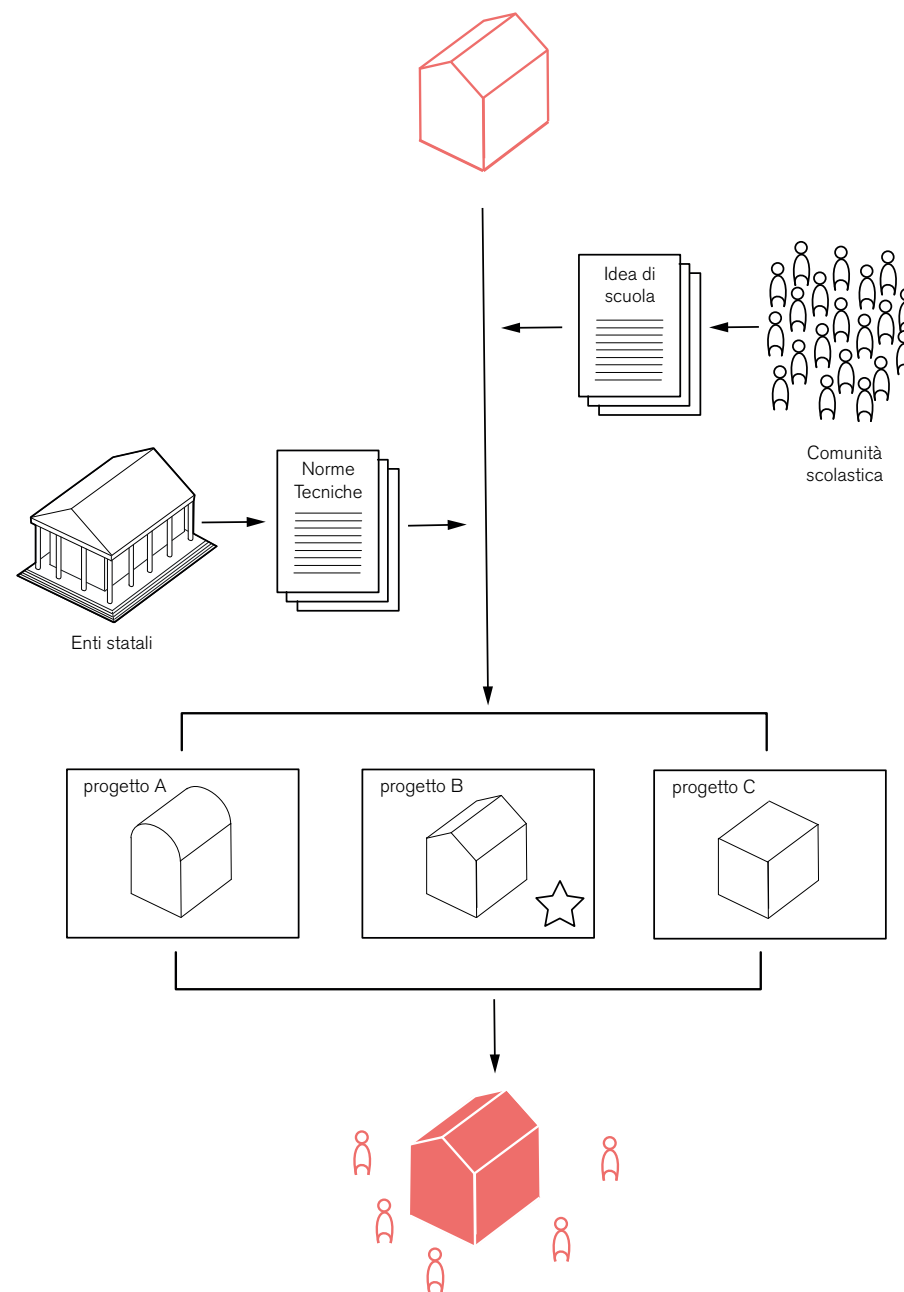 Idea di
scuola
Comunità
scolastica
Norme
Tecniche
Enti statali
progetto A
progetto B
progetto C